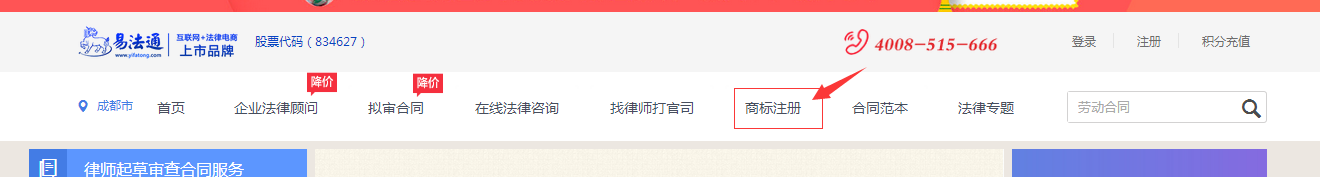 易法通
www.yifatong.com
互联网+法律电商
上市品牌
股票代码（834627）
4008-515-666
登录
注册
积分充值
成都市
首页
企业法律顾问
降价
拟审合同
降价
在线法律咨询
找律师打官司
商标注册
合同范本
法律专题
劳动合同
律师起草审查合同服务